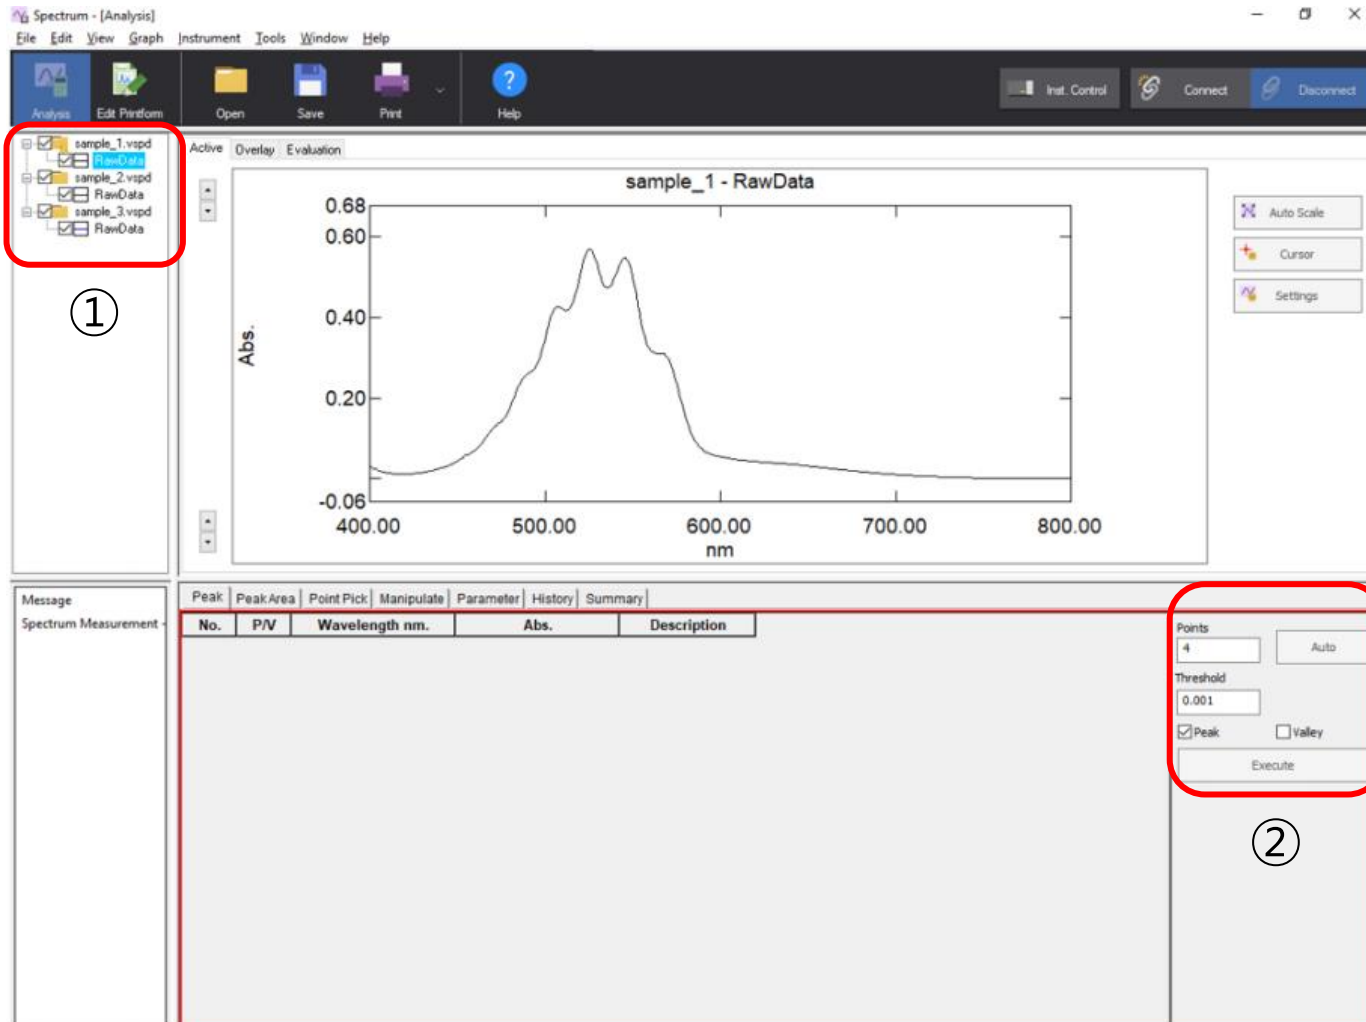 Spectrum - [Analysis]
File Edit View Graph Instrument Tools Window Help
Analysis Edit Printform Open Save Print Help Inst. Control Connect Disconnect
sample_1.vspd
RawData
sample_2.vspd
RawData
sample_3.vspd
RawData
①
Active Overlay Evaluation
sample_1 - RawData
0.68
0.60
0.40
0.20
-0.06
Abs.
400.00 500.00 600.00 700.00 800.00
nm
Auto Scale
Cursor
Settings
Message
Spectrum Measurement -
Peak Peak Area Point Pick Manipulate Parameter History Summary
No. P/V Wavelength nm. Abs. Description
Points
4 Auto
Threshold
0.001
Peak Valley
Execute
②